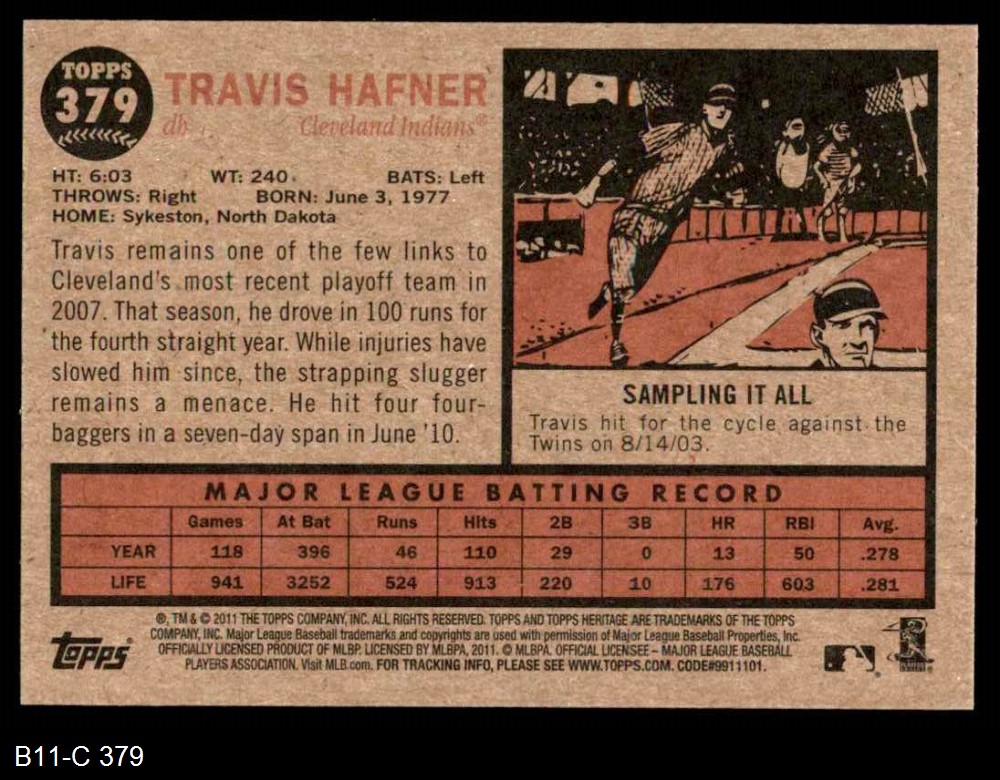 TOPPS
379
TRAVIS HAFNER
db Cleveland Indians®
HT: 6:03 WT: 240 BATS: Left
THROWS: Right BORN: June 3, 1977
HOME: Sykeston, North Dakota
Travis remains one of the few links to
Cleveland's most recent playoff team in
2007. That season, he drove in 100 runs for
the fourth straight year. While injuries have
slowed him since, the strapping slugger
remains a menace. He hit four four-
baggers in a seven-day span in June '10.
SAMPLING IT ALL
Travis hit for the cycle against the
Twins on 8/14/03.
MAJOR LEAGUE BATTING RECORD
Games At Bat Runs Hits 2B 3B HR RBI Avg.
YEAR 118 396 46 110 29 0 13 50 .278
LIFE 941 3252 524 913 220 10 176 603 .281
®, TM & © 2011 THE TOPPS COMPANY, INC. ALL RIGHTS RESERVED. TOPPS AND TOPPS HERITAGE ARE TRADEMARKS OF THE TOPPS
COMPANY, INC. Major League Baseball trademarks and copyrights are used with permission of Major League Baseball Properties, Inc.
OFFICIALLY LICENSED PRODUCT OF MLBP. LICENSED BY MLBPA, 2011. © MLBPA. OFFICIAL LICENSEE – MAJOR LEAGUE BASEBALL
PLAYERS ASSOCIATION. Visit MLB.com. FOR TRACKING INFO, PLEASE SEE WWW.TOPPS.COM. CODE#9911101.
Topps
B11-C 379